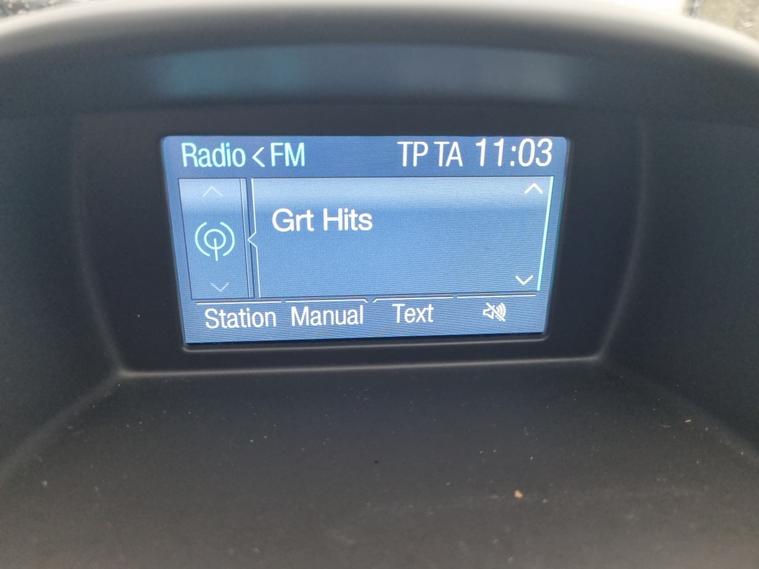 Radio < FM TP TA 11:03
Grt Hits
Station Manual Text